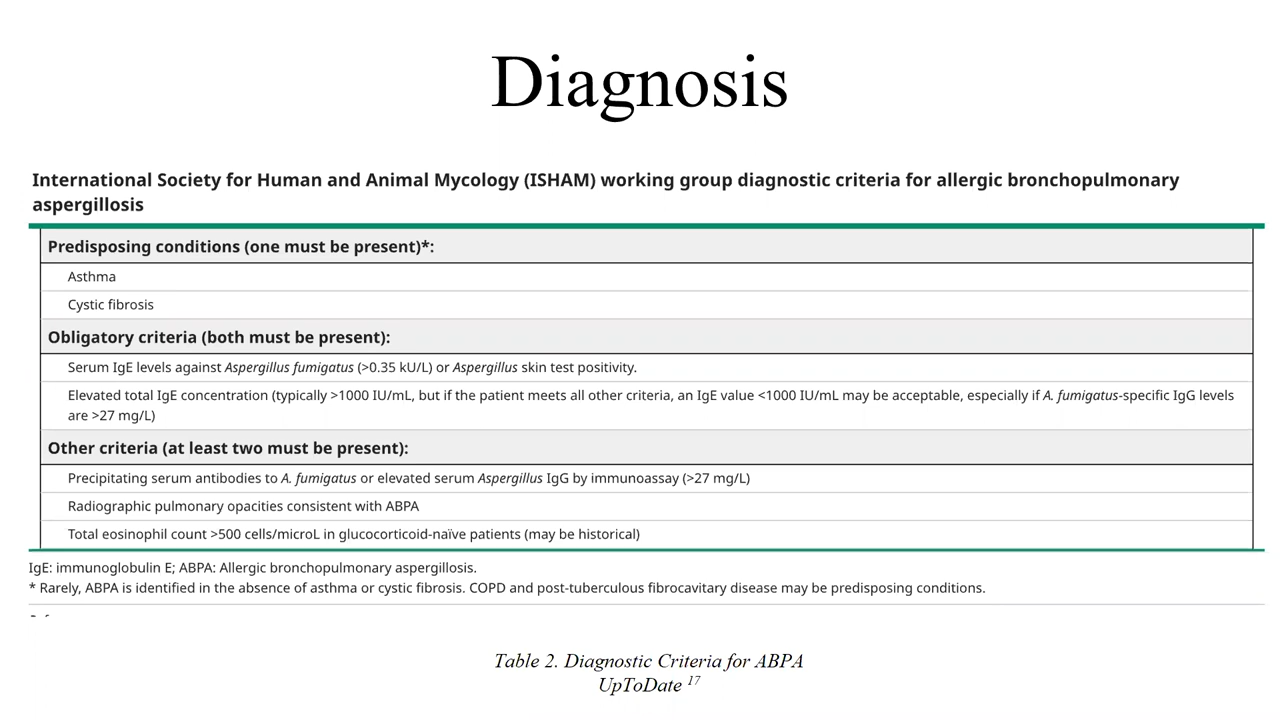 Diagnosis
International Society for Human and Animal Mycology (ISHAM) working group diagnostic criteria for allergic bronchopulmonary
aspergillosis
Predisposing conditions (one must be present)*:
Asthma
Cystic fibrosis
Obligatory criteria (both must be present):
Serum IgE levels against Aspergillus fumigatus (>0.35 kU/L) or Aspergillus skin test positivity.
Elevated total IgE concentration (typically >1000 IU/mL, but if the patient meets all other criteria, an IgE value <1000 IU/mL may be acceptable, especially if A. fumigatus-specific IgG levels
are >27 mg/L)
Other criteria (at least two must be present):
Precipitating serum antibodies to A. fumigatus or elevated serum Aspergillus IgG by immunoassay (>27 mg/L)
Radiographic pulmonary opacities consistent with ABPA
Total eosinophil count >500 cells/microL in glucocorticoid-naïve patients (may be historical)
IgE: immunoglobulin E; ABPA: Allergic bronchopulmonary aspergillosis.
* Rarely, ABPA is identified in the absence of asthma or cystic fibrosis. COPD and post-tuberculous fibrocavitary disease may be predisposing conditions.
Table 2. Diagnostic Criteria for ABPA
UpToDate 17